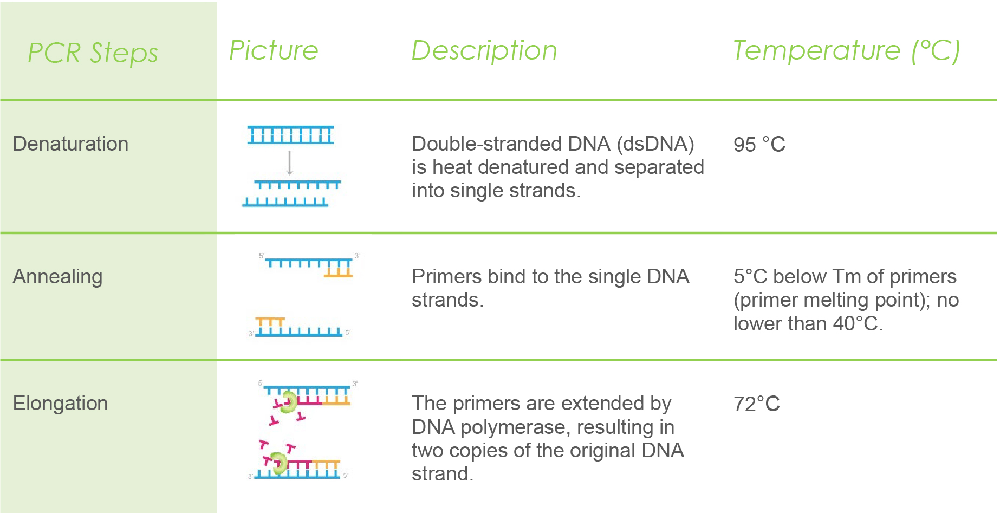 PCR Steps
Picture
Description
Temperature (°C)
Denaturation
Double-stranded DNA (dsDNA)
is heat denatured and separated
into single strands.
95 °C
Annealing
5'
3'
3'
5'
Primers bind to the single DNA
strands.
5°C below Tm of primers
(primer melting point); no
lower than 40°C.
Elongation
5'
3'
3'
5'
The primers are extended by
DNA polymerase, resulting in
two copies of the original DNA
strand.
72°C